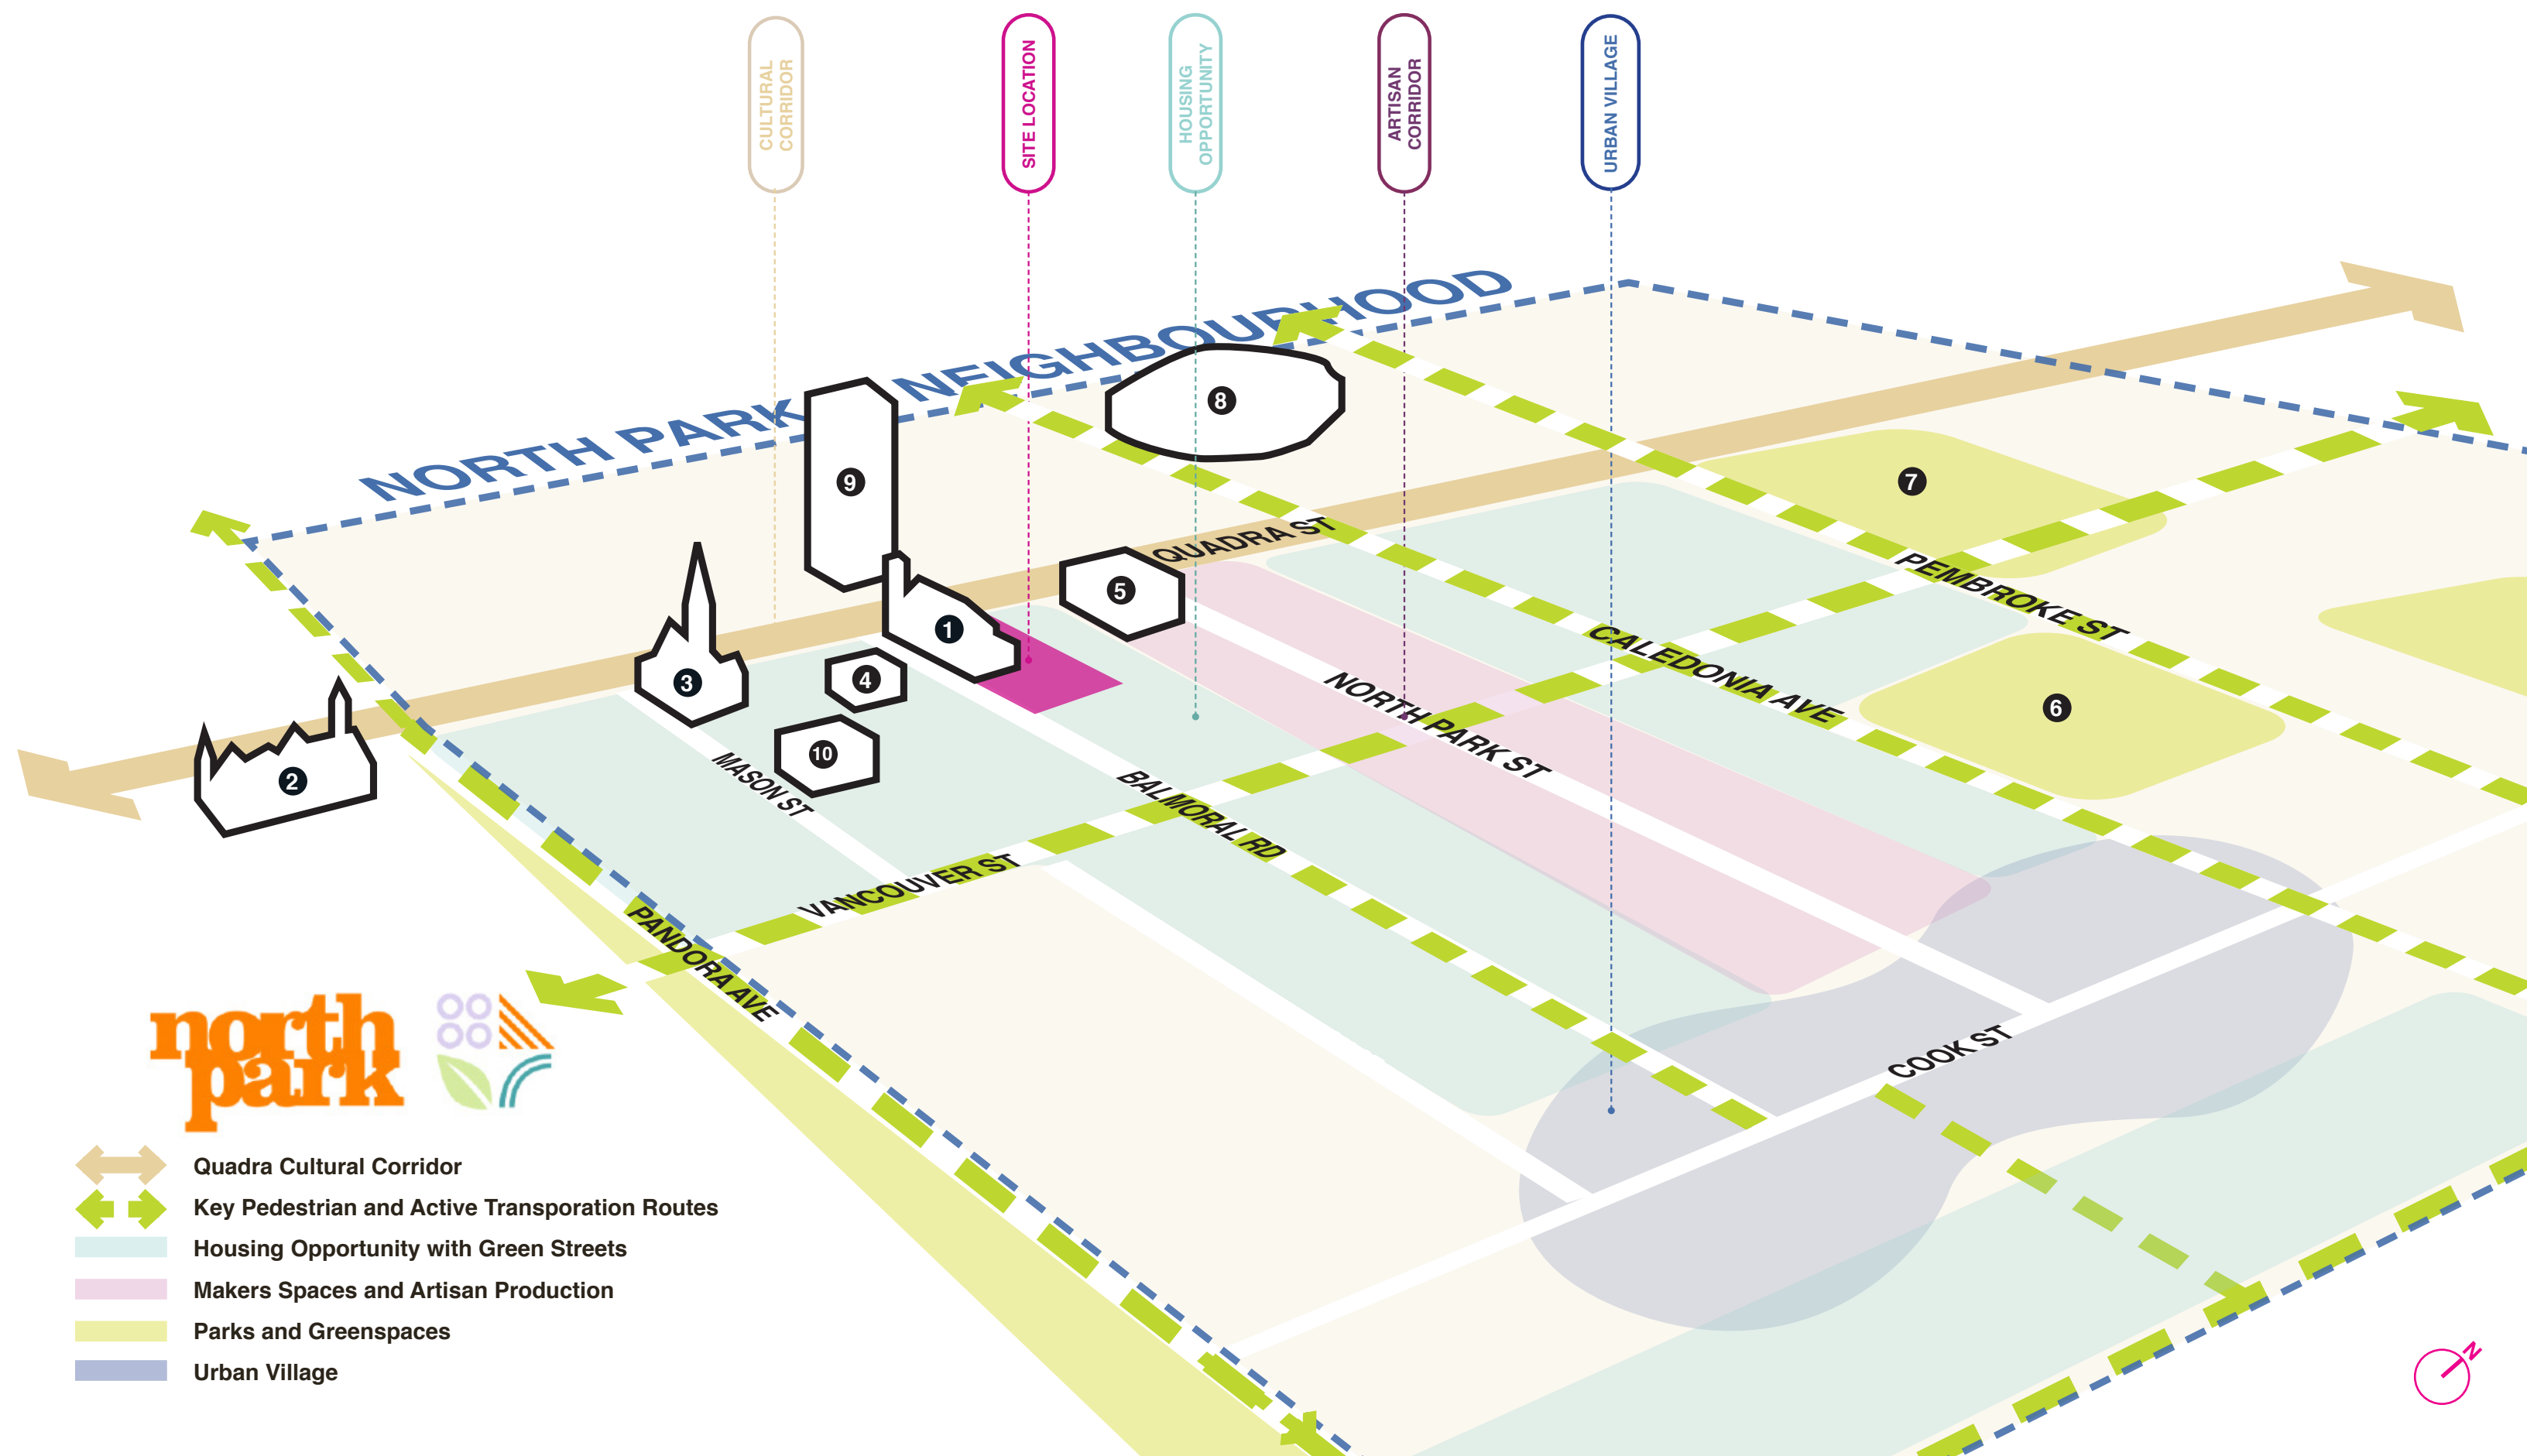 CULTURAL
CORRIDOR
SITE LOCATION
HOUSING
OPPORTUNITY
ARTISAN
CORRIDOR
URBAN VILLAGE
NORTH PARK NEIGHBOURHOOD
8
9
7
QUADRA ST
5
PEMBROKE ST
1
CALEDONIA AVE
3
4
6
NORTH PARK ST
10
2
MASON ST
BALMORAL RD
VANCOUVER ST
PANDORA AVE
COOK ST
north
park
Quadra Cultural Corridor
Key Pedestrian and Active Transporation Routes
Housing Opportunity with Green Streets
Makers Spaces and Artisan Production
Parks and Greenspaces
Urban Village
N